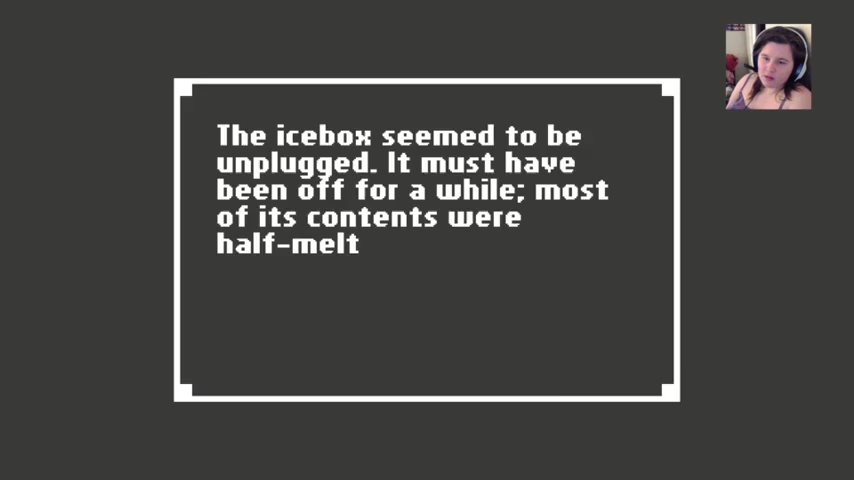 The icebox seemed to be
unplugged. It must have
been off for a while; most
of its contents were
half-melt